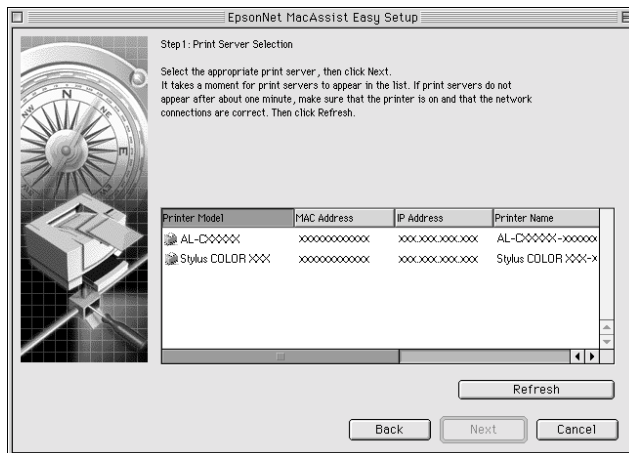 EpsonNet MacAssist Easy Setup
Step1 : Print Server Selection
Select the appropriate print server, then click Next.
It takes a moment for print servers to appear in the list. If print servers do not
appear after about one minute, make sure that the printer is on and that the network
connections are correct. Then click Refresh.
Printer Model MAC Address IP Address Printer Name
AL-CXXXXX XXXXXXXXXXXX XXX.XXX.XXX.XXX AL-CXXXXX-XXXXXX
Stylus COLOR XXX XXXXXXXXXXXX XXX.XXX.XXX.XXX Stylus COLOR XXX-X
Refresh
Back Next Cancel
N
NW
E